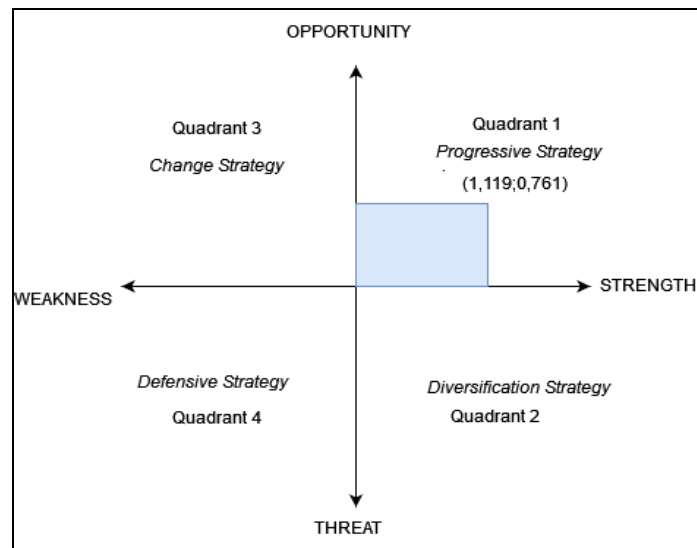 OPPORTUNITY
Quadrant 3
Change Strategy
Quadrant 1
Progressive Strategy
(1,119;0,761)
WEAKNESS
STRENGTH
Defensive Strategy
Quadrant 4
Diversification Strategy
Quadrant 2
THREAT